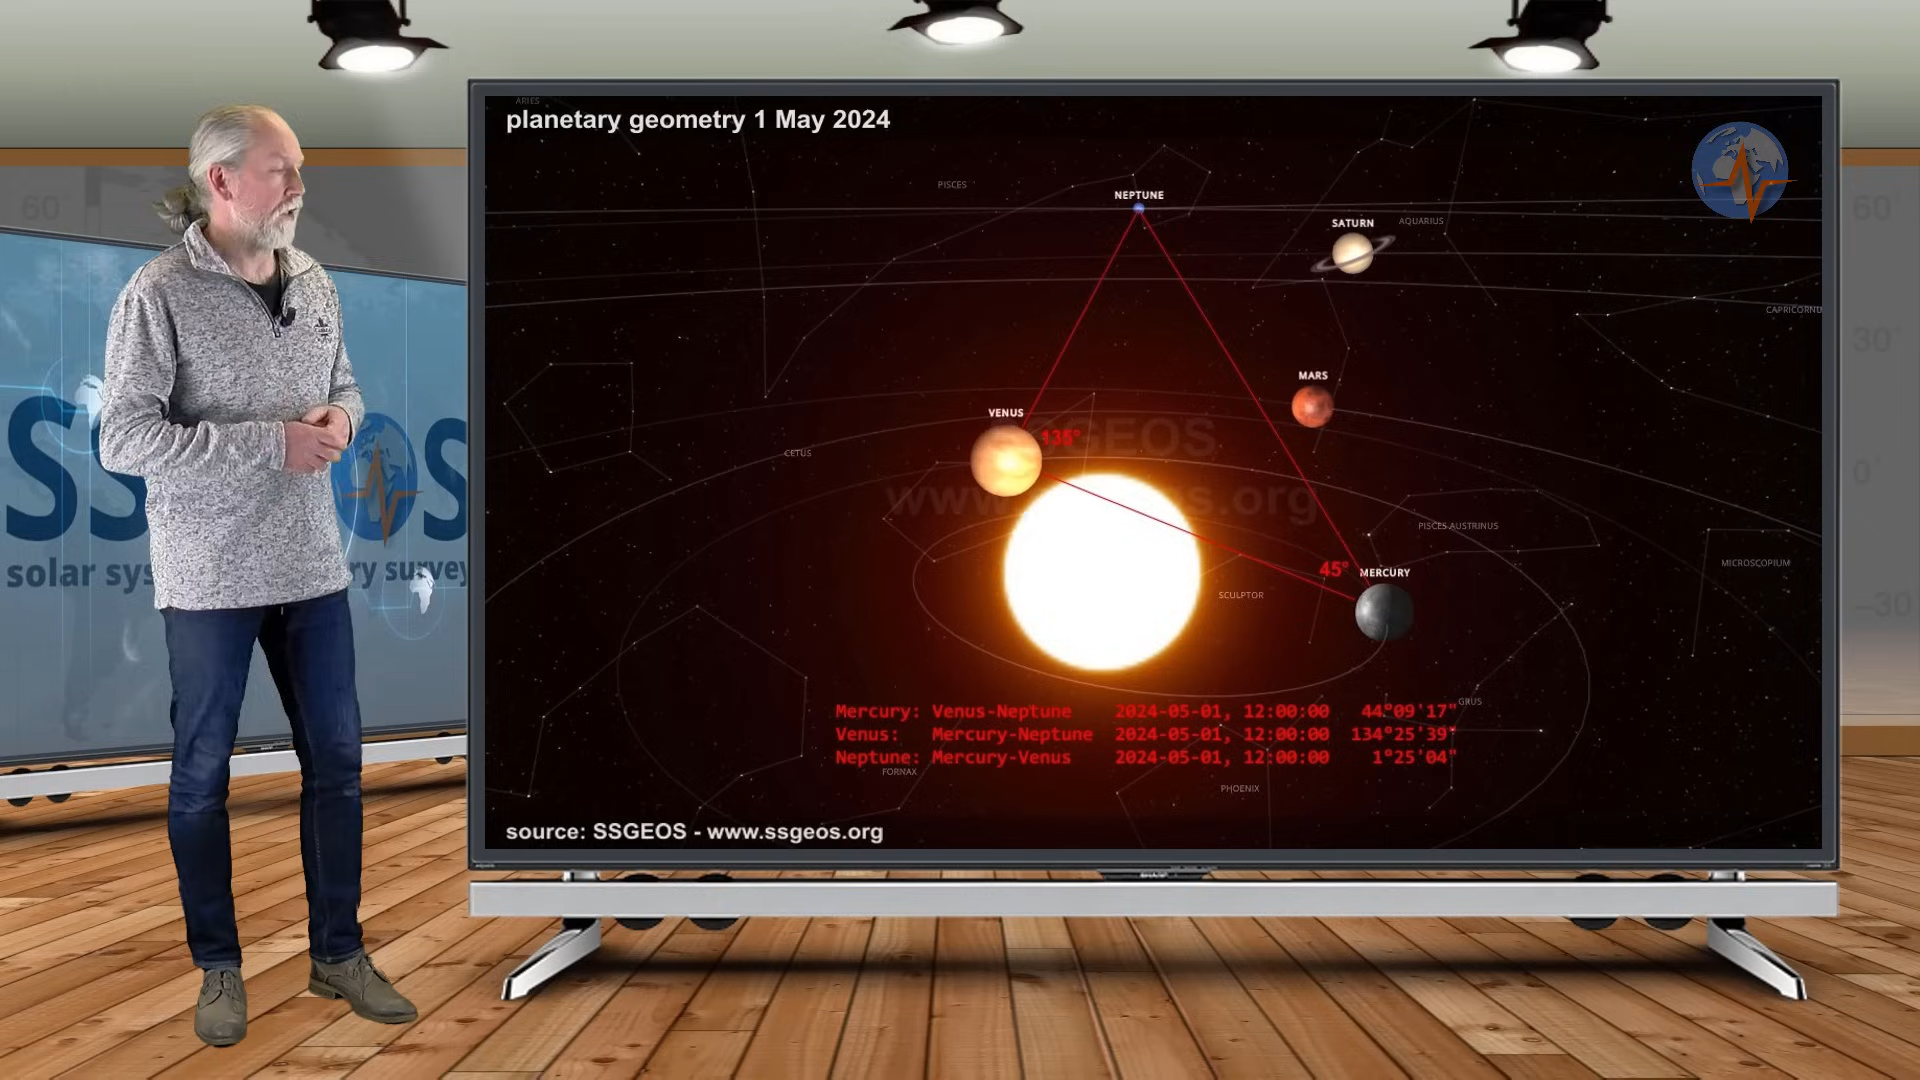 ARIES
planetary geometry 1 May 2024
PISCES
NEPTUNE
SATURN
AQUARIUS
60°
60°
CAPRICORNU
30°
MARS
VENUS
135°
SSGEOS
CETUS
0°
www.ssgeos.org
SS OS
PISCES AUSTRINUS
MICROSCOPIUM
45° MERCURY
solar sys ry survey
SCULPTOR
-30
GRUS
Mercury: Venus-Neptune 2024-05-01, 12:00:00 44°09'17"
Venus: Mercury-Neptune 2024-05-01, 12:00:00 134°25'39"
Neptune: Mercury-Venus 2024-05-01, 12:00:00 1°25'04"
FORNAX
PHOENIX
source: SSGEOS - www.ssgeos.org
SHARP